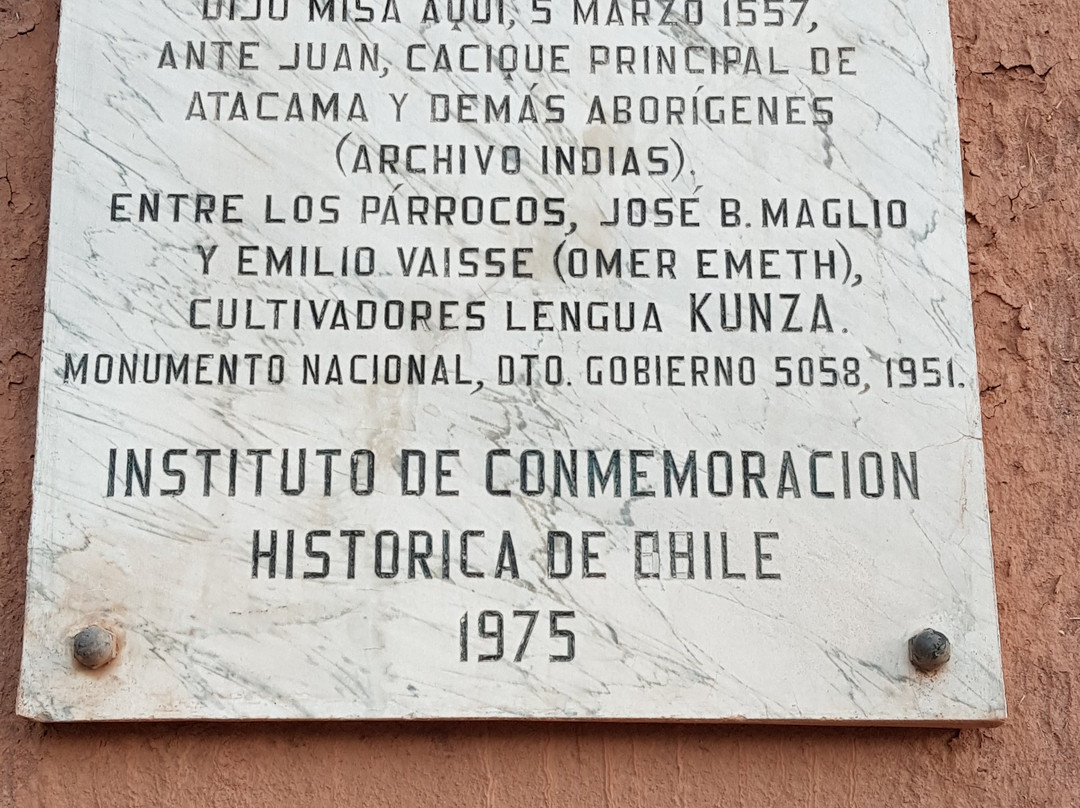 DIJO MISA AQUÍ, 5 MARZO 1557,
ANTE JUAN, CACIQUE PRINCIPAL DE
ATACAMA Y DEMÁS ABORÍGENES
(ARCHIVO INDIAS).
ENTRE LOS PÁRROCOS, JOSÉ B. MAGLIO
Y EMILIO VAISSE (OMER EMETH),
CULTIVADORES LENGUA KUNZA.
MONUMENTO NACIONAL, DTO. GOBIERNO 5058, 1951.
INSTITUTO DE CONMEMORACION
HISTORICA DE CHILE
1975